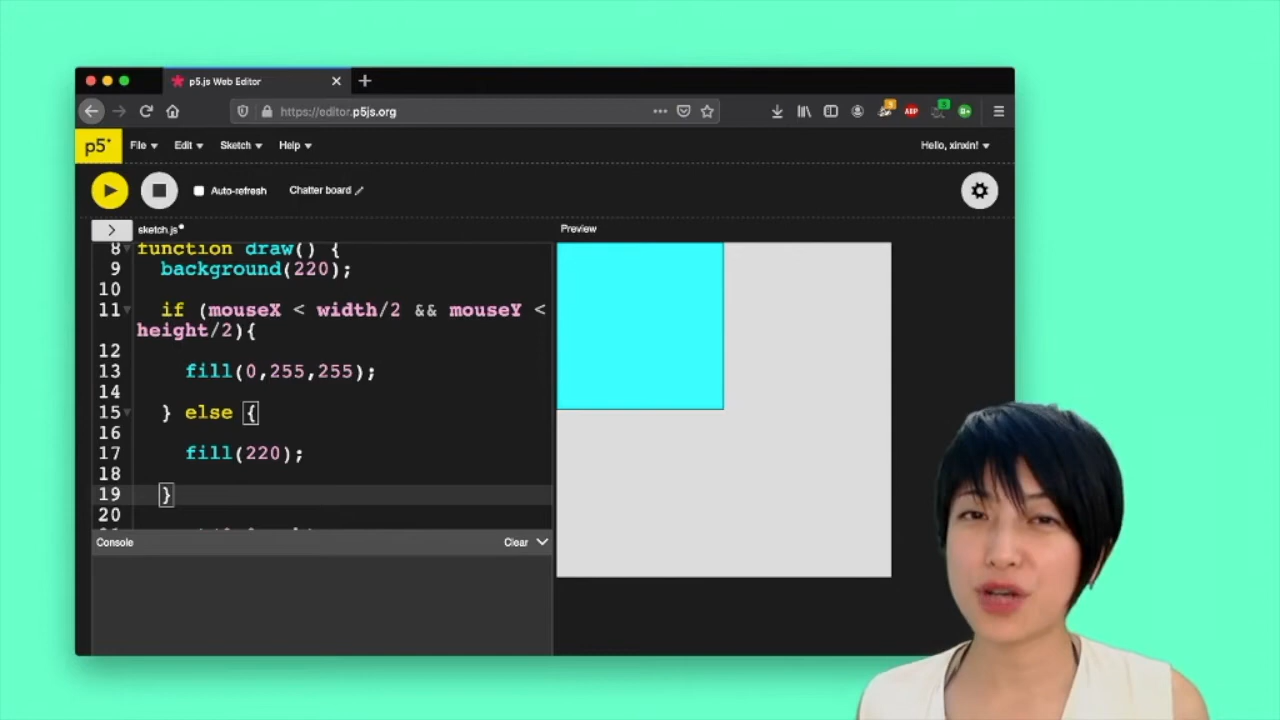 p5.js Web Editor
https://editor.p5js.org
5
ABP
p5*
File
Edit
Sketch
Help
Hello, xinxin!
Auto-refresh
Chatter board
sketch.js
Preview
8 function draw() {
9 background(220);
10
11 if (mouseX < width/2 && mouseY <
height/2){
12
13 fill(0,255,255);
14
15 } else {
16
17 fill(220);
18
19 }
20
Console
Clear